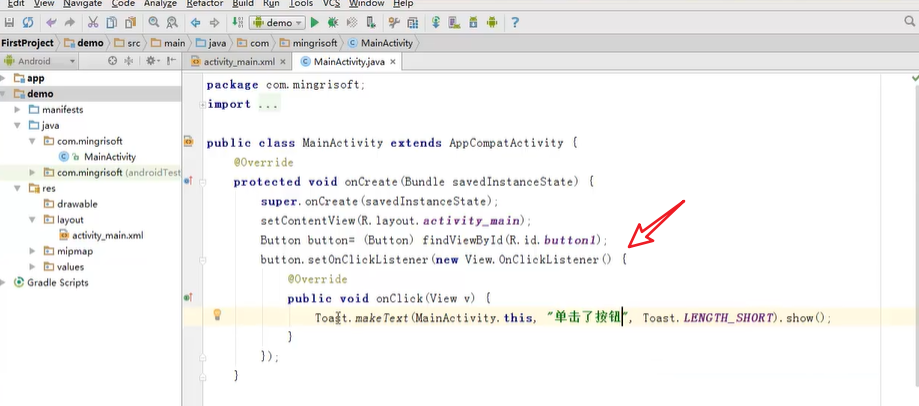 Edit View Navigate Code Analyze Refactor Build Run Tools VCS Window Help
demo
FirstProject demo src main java com mingrisoft MainActivity
Android
activity_main.xml MainActivity.java
app
demo
manifests
java
com.mingrisoft
MainActivity
com.mingrisoft (androidTest
res
drawable
layout
activity_main.xml
mipmap
values
Gradle Scripts
package com.mingrisoft;
import ...
public class MainActivity extends AppCompatActivity {
@Override
protected void onCreate(Bundle savedInstanceState) {
super.onCreate(savedInstanceState);
setContentView(R.layout.activity_main);
Button button= (Button) findViewById(R.id.button1);
button.setOnClickListener(new View.OnClickListener() {
@Override
public void onClick(View v) {
Toast.makeText(MainActivity.this, "单击了按钮", Toast.LENGTH_SHORT).show();
}
});
}